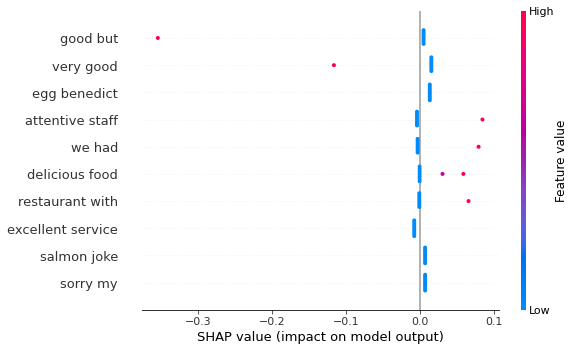 High
good but
very good
egg benedict
attentive staff
we had
delicious food
restaurant with
excellent service
salmon joke
sorry my
Feature value
Low
−0.3 −0.2 −0.1 0.0 0.1
SHAP value (impact on model output)